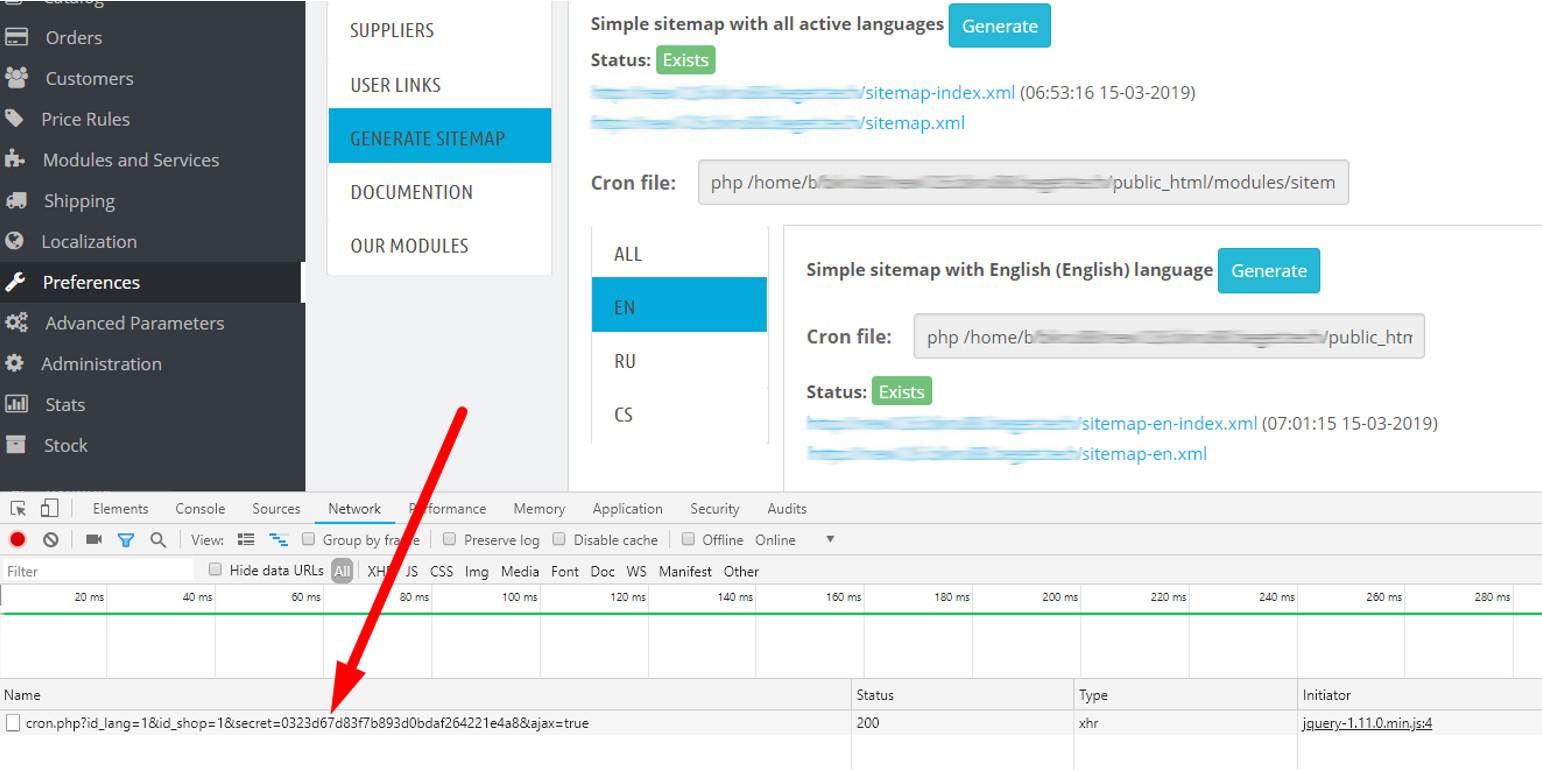 Catalog
Orders
Customers
Price Rules
Modules and Services
Shipping
Localization
Preferences
Advanced Parameters
Administration
Stats
Stock
SUPPLIERS
USER LINKS
GENERATE SITEMAP
DOCUMENTION
OUR MODULES
Simple sitemap with all active languages Generate
Status: Exists
/sitemap-index.xml (06:53:16 15-03-2019)
/sitemap.xml
Cron file: php /home/b /public_html/modules/sitem
ALL
EN
RU
CS
Simple sitemap with English (English) language Generate
Cron file: php /home/b /public_htm
Status: Exists
/sitemap-en-index.xml (07:01:15 15-03-2019)
/sitemap-en.xml
Elements Console Sources Network Performance Memory Application Security Audits
View: Group by frame Preserve log Disable cache Offline Online
Filter Hide data URLs All XHR JS CSS Img Media Font Doc WS Manifest Other
20 ms 40 ms 60 ms 80 ms 100 ms 120 ms 140 ms 160 ms 180 ms 200 ms 220 ms 240 ms 260 ms 280 ms
Name Status Type Initiator
cron.php?id_lang=1&id_shop=1&secret=0323d67d83f7b893d0bdaf264221e4a8&ajax=true 200 xhr jquery-1.11.0.min.js:4